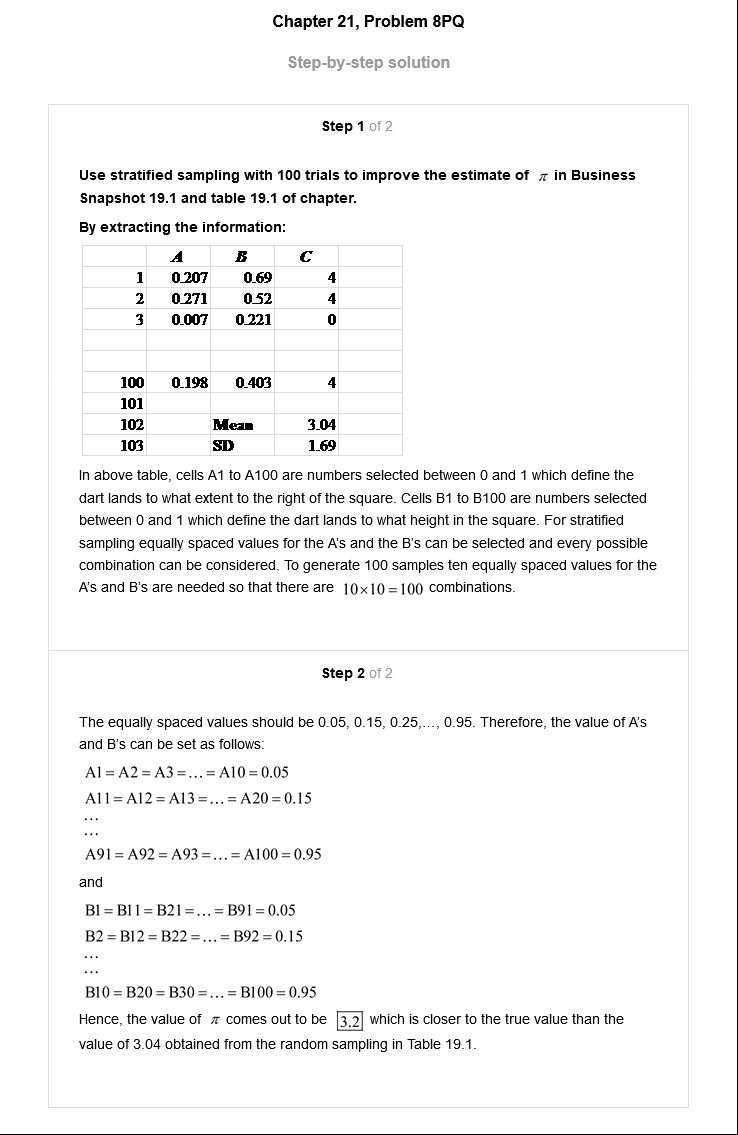 Chapter 21, Problem 8PQ
Step-by-step solution
Step 1 of 2
Use stratified sampling with 100 trials to improve the estimate of π in Business
Snapshot 19.1 and table 19.1 of chapter.
By extracting the information:
A B C
1 0.207 0.69 4
2 0.271 0.52 4
3 0.007 0.221 0
100 0.198 0.403 4
101
102 Mean 3.04
103 SD 1.69
In above table, cells A1 to A100 are numbers selected between 0 and 1 which define the
dart lands to what extent to the right of the square. Cells B1 to B100 are numbers selected
between 0 and 1 which define the dart lands to what height in the square. For stratified
sampling equally spaced values for the A's and the B's can be selected and every possible
combination can be considered. To generate 100 samples ten equally spaced values for the
A's and B's are needed so that there are 10×10=100 combinations.
Step 2 of 2
The equally spaced values should be 0.05, 0.15, 0.25,…, 0.95. Therefore, the value of A's
and B's can be set as follows:
A1 = A2 = A3 = … = A10 = 0.05
A11 = A12 = A13 = … = A20 = 0.15
…
…
A91 = A92 = A93 = … = A100 = 0.95
and
B1 = B11 = B21 = … = B91 = 0.05
B2 = B12 = B22 = … = B92 = 0.15
…
…
B10 = B20 = B30 = … = B100 = 0.95
Hence, the value of π comes out to be 3.2 which is closer to the true value than the
value of 3.04 obtained from the random sampling in Table 19.1.